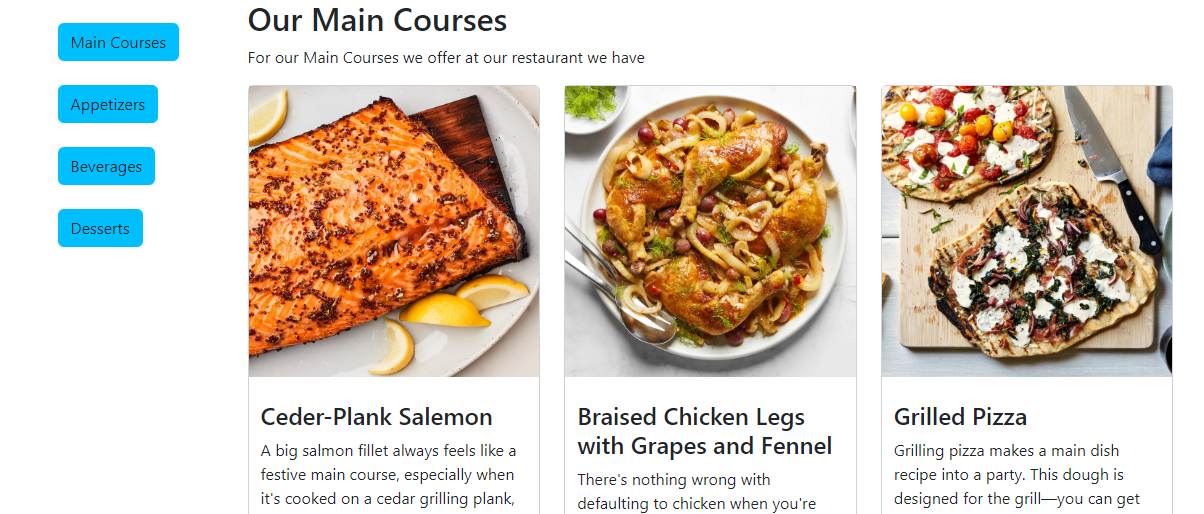 Main Courses
Appetizers
Beverages
Desserts
Our Main Courses
For our Main Courses we offer at our restaurant we have
Ceder-Plank Salemon
A big salmon fillet always feels like a
festive main course, especially when
it's cooked on a cedar grilling plank,
Braised Chicken Legs
with Grapes and Fennel
There's nothing wrong with
defaulting to chicken when you're
Grilled Pizza
Grilling pizza makes a main dish
recipe into a party. This dough is
designed for the grill—you can get